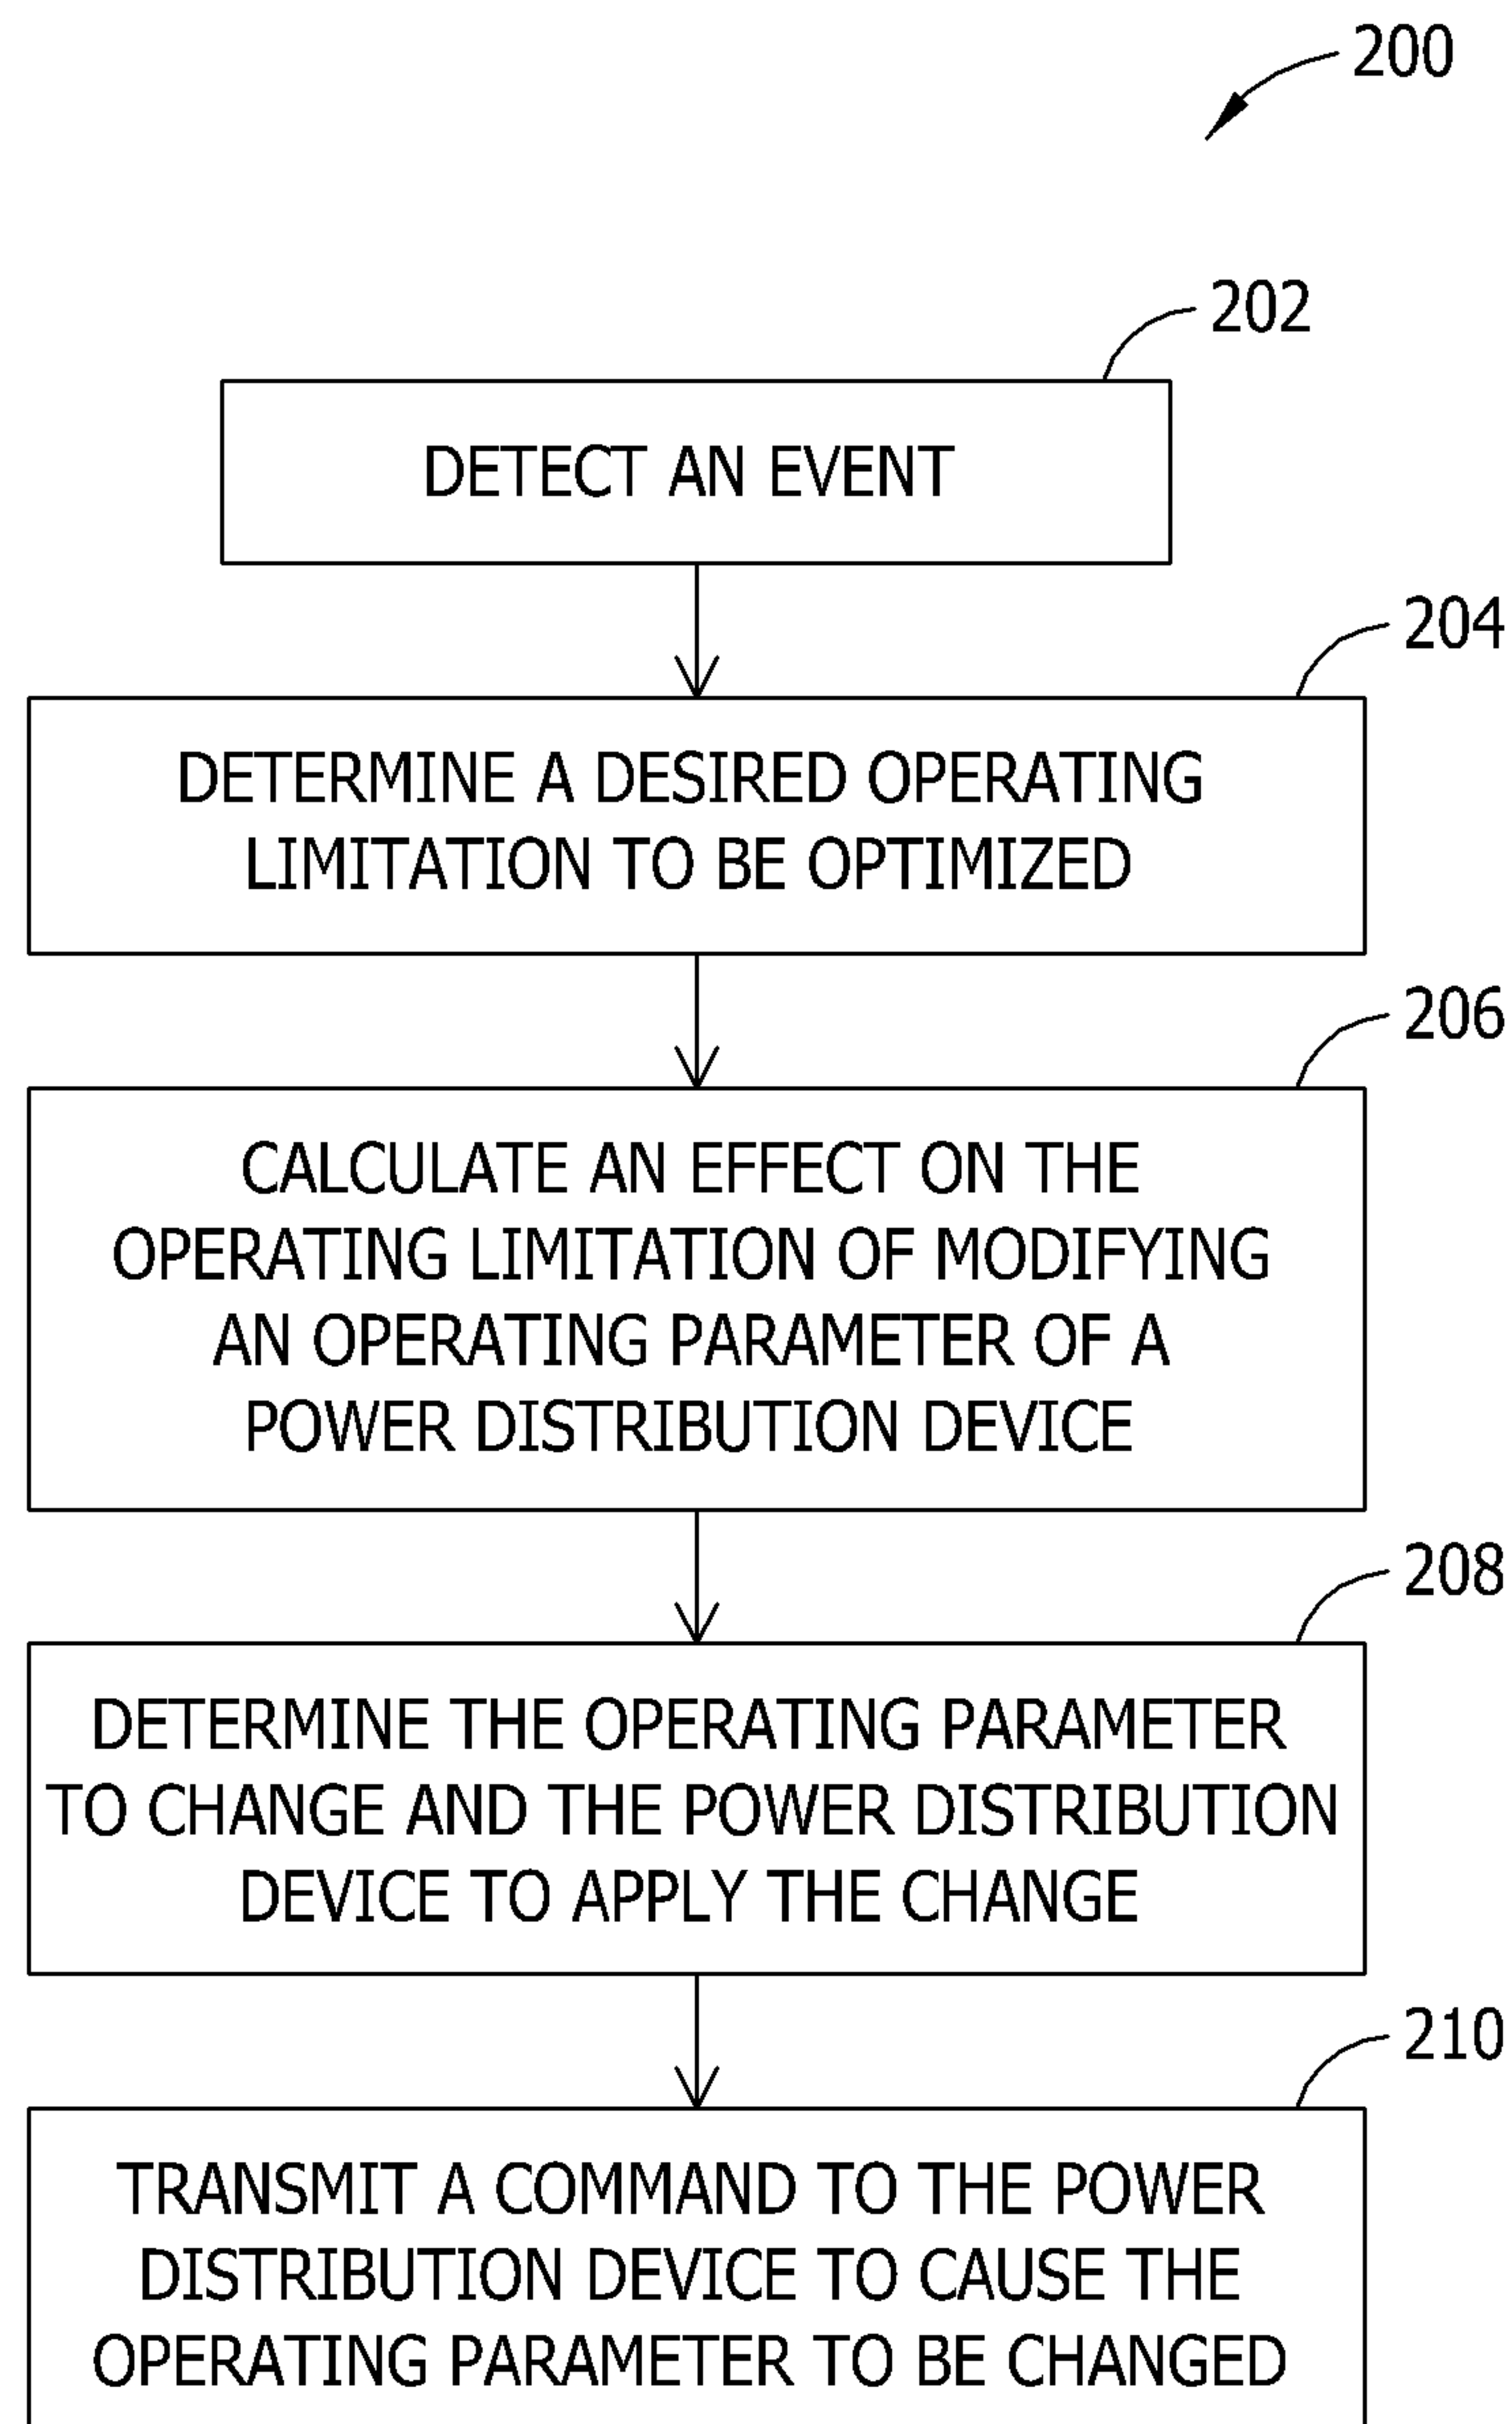 200
202
DETECT AN EVENT
204
DETERMINE A DESIRED OPERATING
LIMITATION TO BE OPTIMIZED
206
CALCULATE AN EFFECT ON THE
OPERATING LIMITATION OF MODIFYING
AN OPERATING PARAMETER OF A
POWER DISTRIBUTION DEVICE
208
DETERMINE THE OPERATING PARAMETER
TO CHANGE AND THE POWER DISTRIBUTION
DEVICE TO APPLY THE CHANGE
210
TRANSMIT A COMMAND TO THE POWER
DISTRIBUTION DEVICE TO CAUSE THE
OPERATING PARAMETER TO BE CHANGED